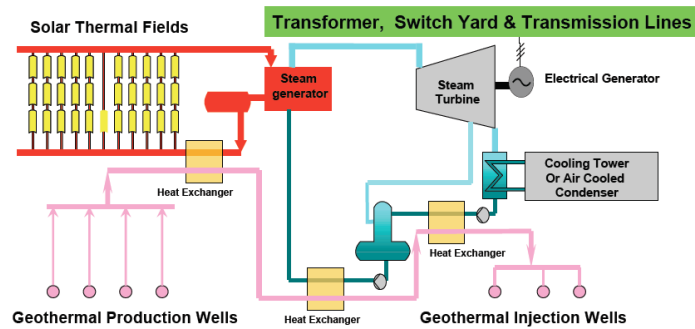 Solar Thermal Fields
Transformer, Switch Yard & Transmission Lines
Steam
generator
Steam
Turbine
Electrical Generator
Cooling Tower
Or Air Cooled
Condenser
Heat Exchanger
Heat Exchanger
Heat Exchanger
Geothermal Production Wells
Geothermal Injection Wells